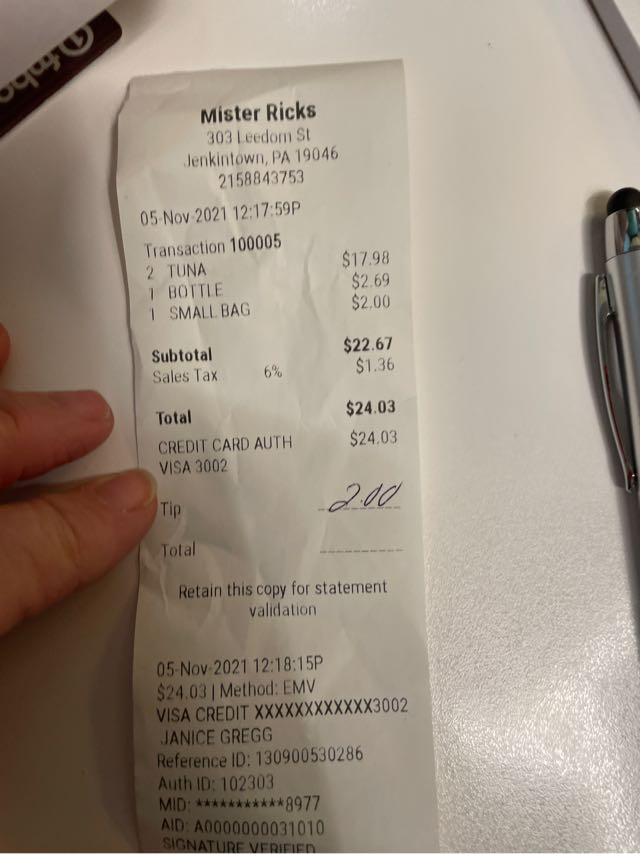 Mister Ricks
303 Leedom St
Jenkintown, PA 19046
2158843753
05-Nov-2021 12:17:59P
Transaction 100005
2 TUNA $17.98
1 BOTTLE $2.69
1 SMALL BAG $2.00
Subtotal $22.67
Sales Tax 6% $1.36
Total $24.03
CREDIT CARD AUTH $24.03
VISA 3002
Tip 2.00
Total
Retain this copy for statement
validation
05-Nov-2021 12:18:15P
$24.03 | Method: EMV
VISA CREDIT XXXXXXXXXXXX3002
JANICE GREGG
Reference ID: 130900530286
Auth ID: 102303
MID: ***********8977
AID: A0000000031010
SIGNATURE VERIFIED